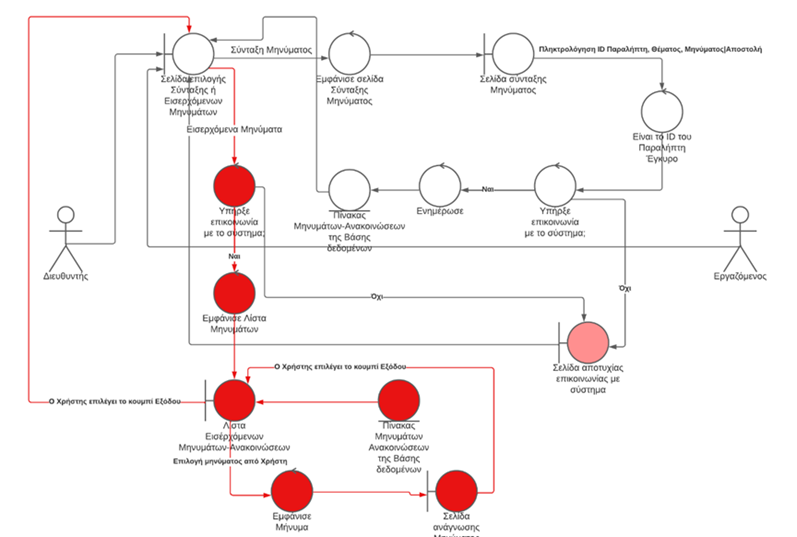 Σύνταξη Μηνύματος
Πληκτρολόγηση ID Παραλήπτη, Θέματος, Μηνύματος|Αποστολή
Σελίδα επιλογής
Σύνταξης ή
Εισερχόμενων
Μηνυμάτων
Εμφάνισε σελίδα
Σύνταξης
Μηνύματος
Σελίδα σύνταξης
Μηνύματος
Εισερχόμενα Μηνύματα
Είναι το ID του
Παραλήπτη
Έγκυρο
Ναι
Υπήρξε
επικοινωνία
με το σύστημα;
Πίνακας
Μηνυμάτων-Ανακοινώσεων
της Βάσης
δεδομένων
Ενημέρωσε
Υπήρξε
επικοινωνία
με το σύστημα;
Ναι
Διευθυντής
Εργαζόμενος
Όχι
Όχι
Εμφάνισε Λίστα
Μηνυμάτων
Ο Χρήστης επιλέγει το κουμπί Εξόδου
Σελίδα αποτυχίας
επικοινωνίας με
σύστημα
Ο Χρήστης επιλέγει το κουμπί Εξόδου
Λίστα
Εισερχόμενων
Μηνυμάτων-Ανακοινώσεων
Πίνακας
Μηνυμάτων
Ανακοινώσεων
της Βάσης
δεδομένων
Επιλογή μηνύματος από Χρήστη
Εμφάνισε
Μήνυμα
Σελίδα
ανάγνωσης